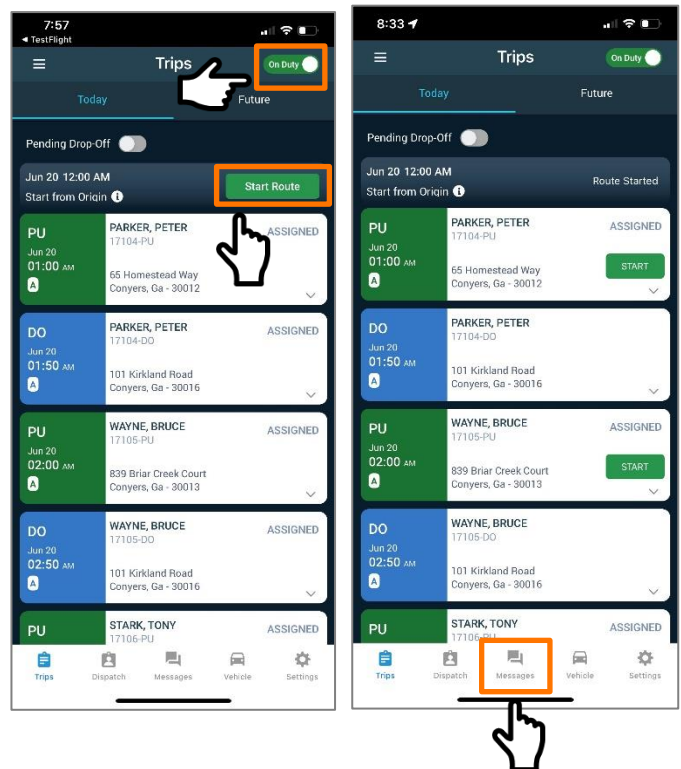 7:57
◄ TestFlight
Trips
On Duty
Today
Future
Pending Drop-Off
Jun 20 12:00 AM
Start from Origin
Start Route
PU
Jun 20
01:00 AM
A
PARKER, PETER
17104-PU
65 Homestead Way
Conyers, Ga - 30012
ASSIGNED
DO
Jun 20
01:50 AM
A
PARKER, PETER
17104-DO
101 Kirkland Road
Conyers, Ga - 30016
ASSIGNED
PU
Jun 20
02:00 AM
A
WAYNE, BRUCE
17105-PU
839 Briar Creek Court
Conyers, Ga - 30013
ASSIGNED
DO
Jun 20
02:50 AM
A
WAYNE, BRUCE
17105-DO
101 Kirkland Road
Conyers, Ga - 30016
ASSIGNED
PU
STARK, TONY
17106-PU
ASSIGNED
Trips
Dispatch
Messages
Vehicle
Settings
8:33
Trips
On Duty
Today
Future
Pending Drop-Off
Jun 20 12:00 AM
Start from Origin
Route Started
PU
Jun 20
01:00 AM
A
PARKER, PETER
17104-PU
65 Homestead Way
Conyers, Ga - 30012
ASSIGNED
START
DO
Jun 20
01:50 AM
A
PARKER, PETER
17104-DO
101 Kirkland Road
Conyers, Ga - 30016
PU
Jun 20
02:00 AM
A
WAYNE, BRUCE
17105-PU
839 Briar Creek Court
Conyers, Ga - 30013
ASSIGNED
START
DO
Jun 20
02:50 AM
A
WAYNE, BRUCE
17105-DO
101 Kirkland Road
Conyers, Ga - 30016
PU
STARK, TONY
17106-PU
ASSIGNED
Trips
Dispatch
Messages
Vehicle
Settings